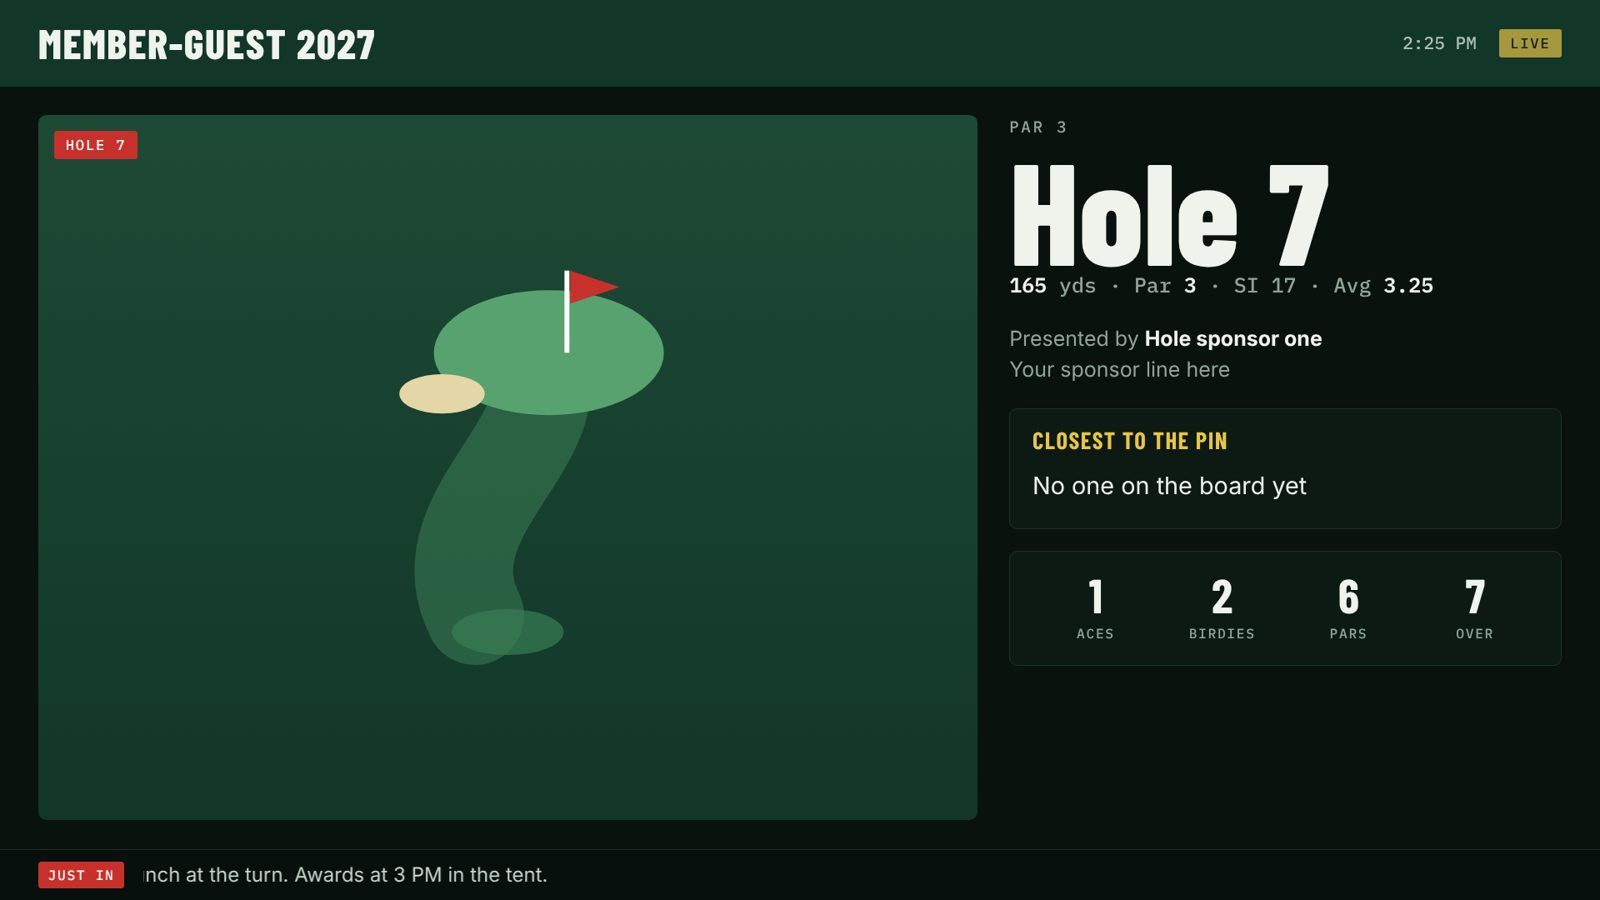 MEMBER-GUEST 2027
2:25 PM
LIVE
HOLE 7
PAR 3
Hole 7
165 yds · Par 3 · SI 17 · Avg 3.25
Presented by Hole sponsor one
Your sponsor line here
CLOSEST TO THE PIN
No one on the board yet
1 2 6 7
ACES BIRDIES PARS OVER
JUST IN
at the turn. Awards at 3 PM in the tent.